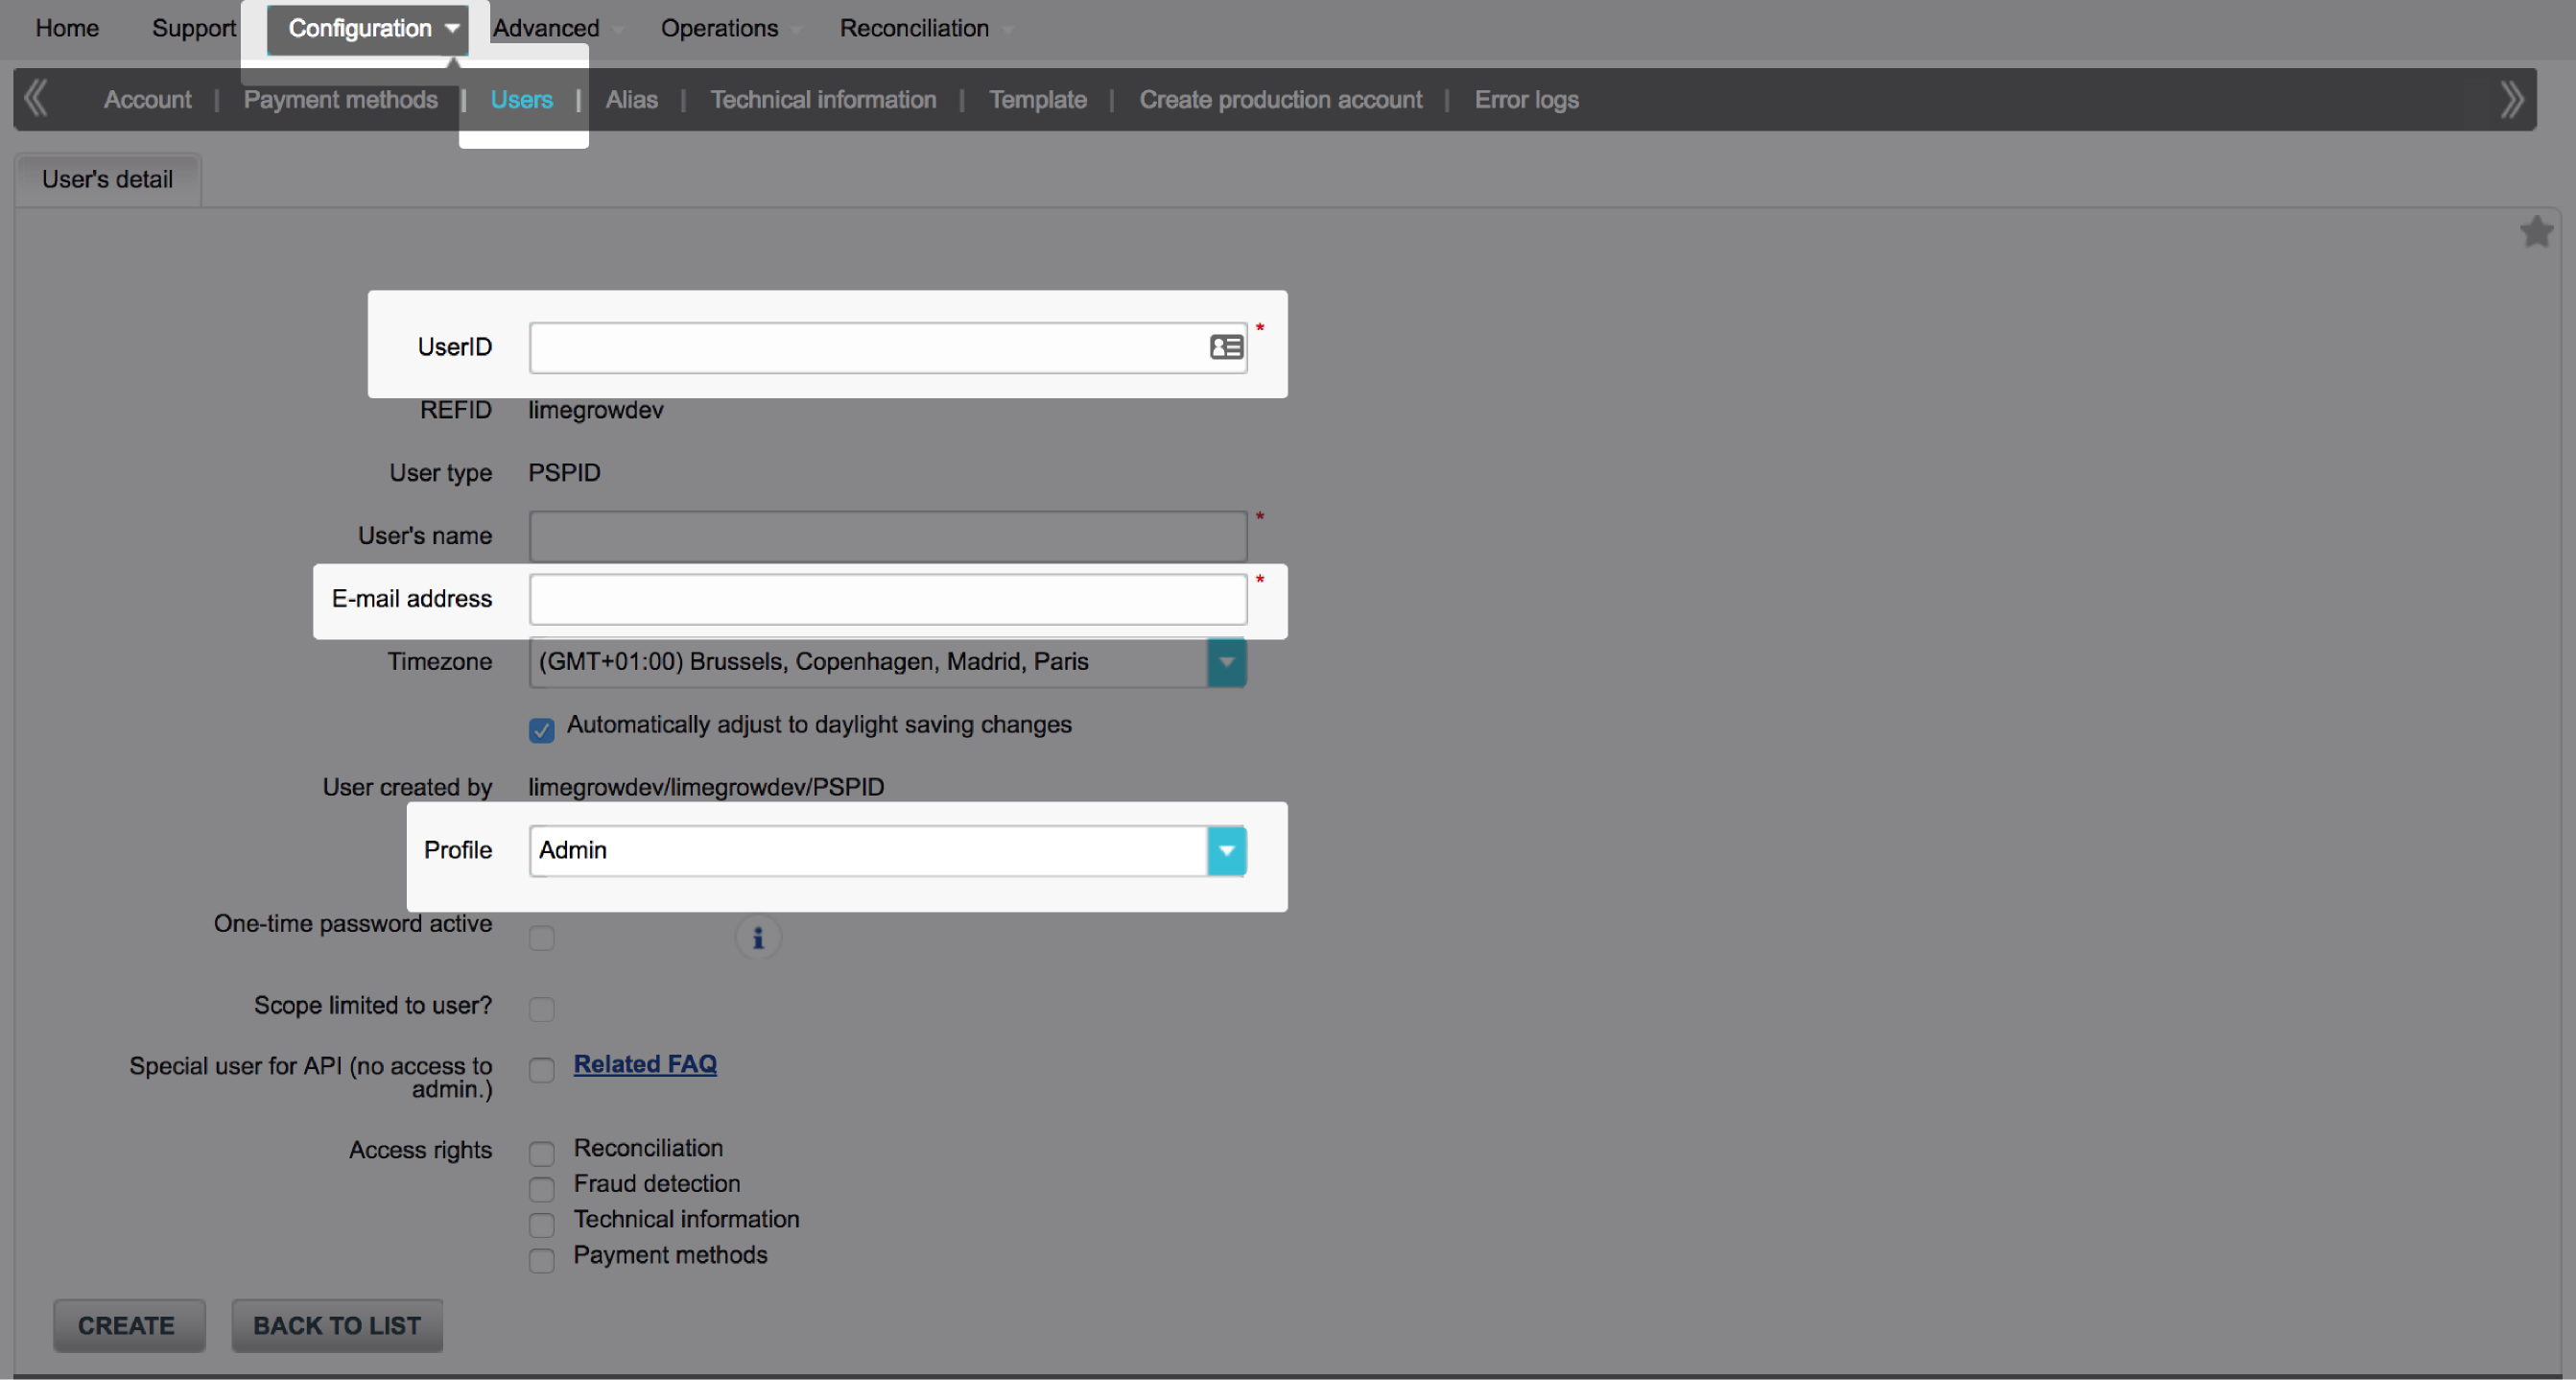 Home Support Configuration Advanced Operations Reconciliation
Account | Payment methods | Users | Alias | Technical information | Template | Create production account | Error logs
User's detail
UserID *
REFID limegrowdev
User type PSPID
User's name *
E-mail address *
Timezone (GMT+01:00) Brussels, Copenhagen, Madrid, Paris
Automatically adjust to daylight saving changes
User created by limegrowdev/limegrowdev/PSPID
Profile Admin
One-time password active
Scope limited to user?
Special user for API (no access to Related FAQ
admin.)
Access rights Reconciliation
Fraud detection
Technical information
Payment methods
CREATE BACK TO LIST